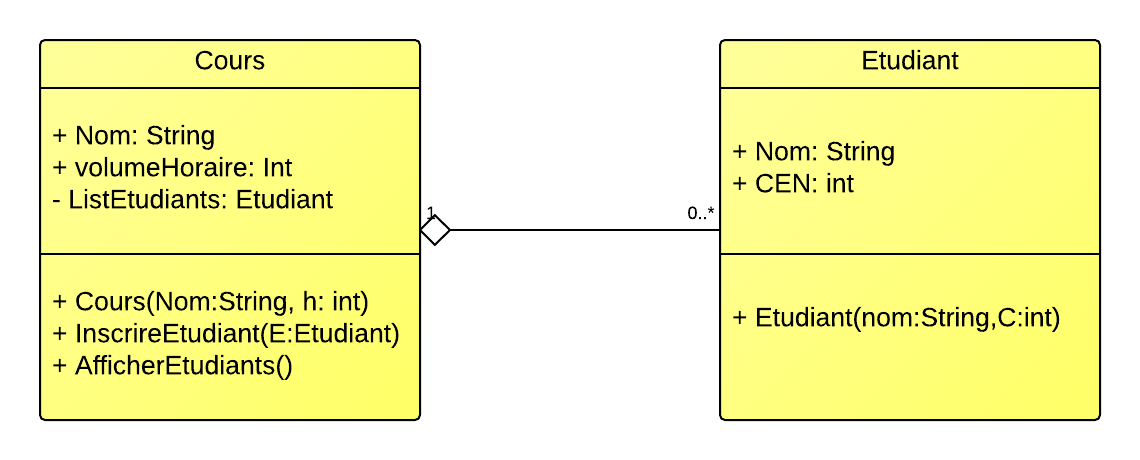 Cours
+ Nom: String
+ volumeHoraire: Int
- ListEtudiants: Etudiant
+ Cours(Nom:String, h: int)
+ InscrireEtudiant(E:Etudiant)
+ AfficherEtudiants()
1
0..*
Etudiant
+ Nom: String
+ CEN: int
+ Etudiant(nom:String,C:int)